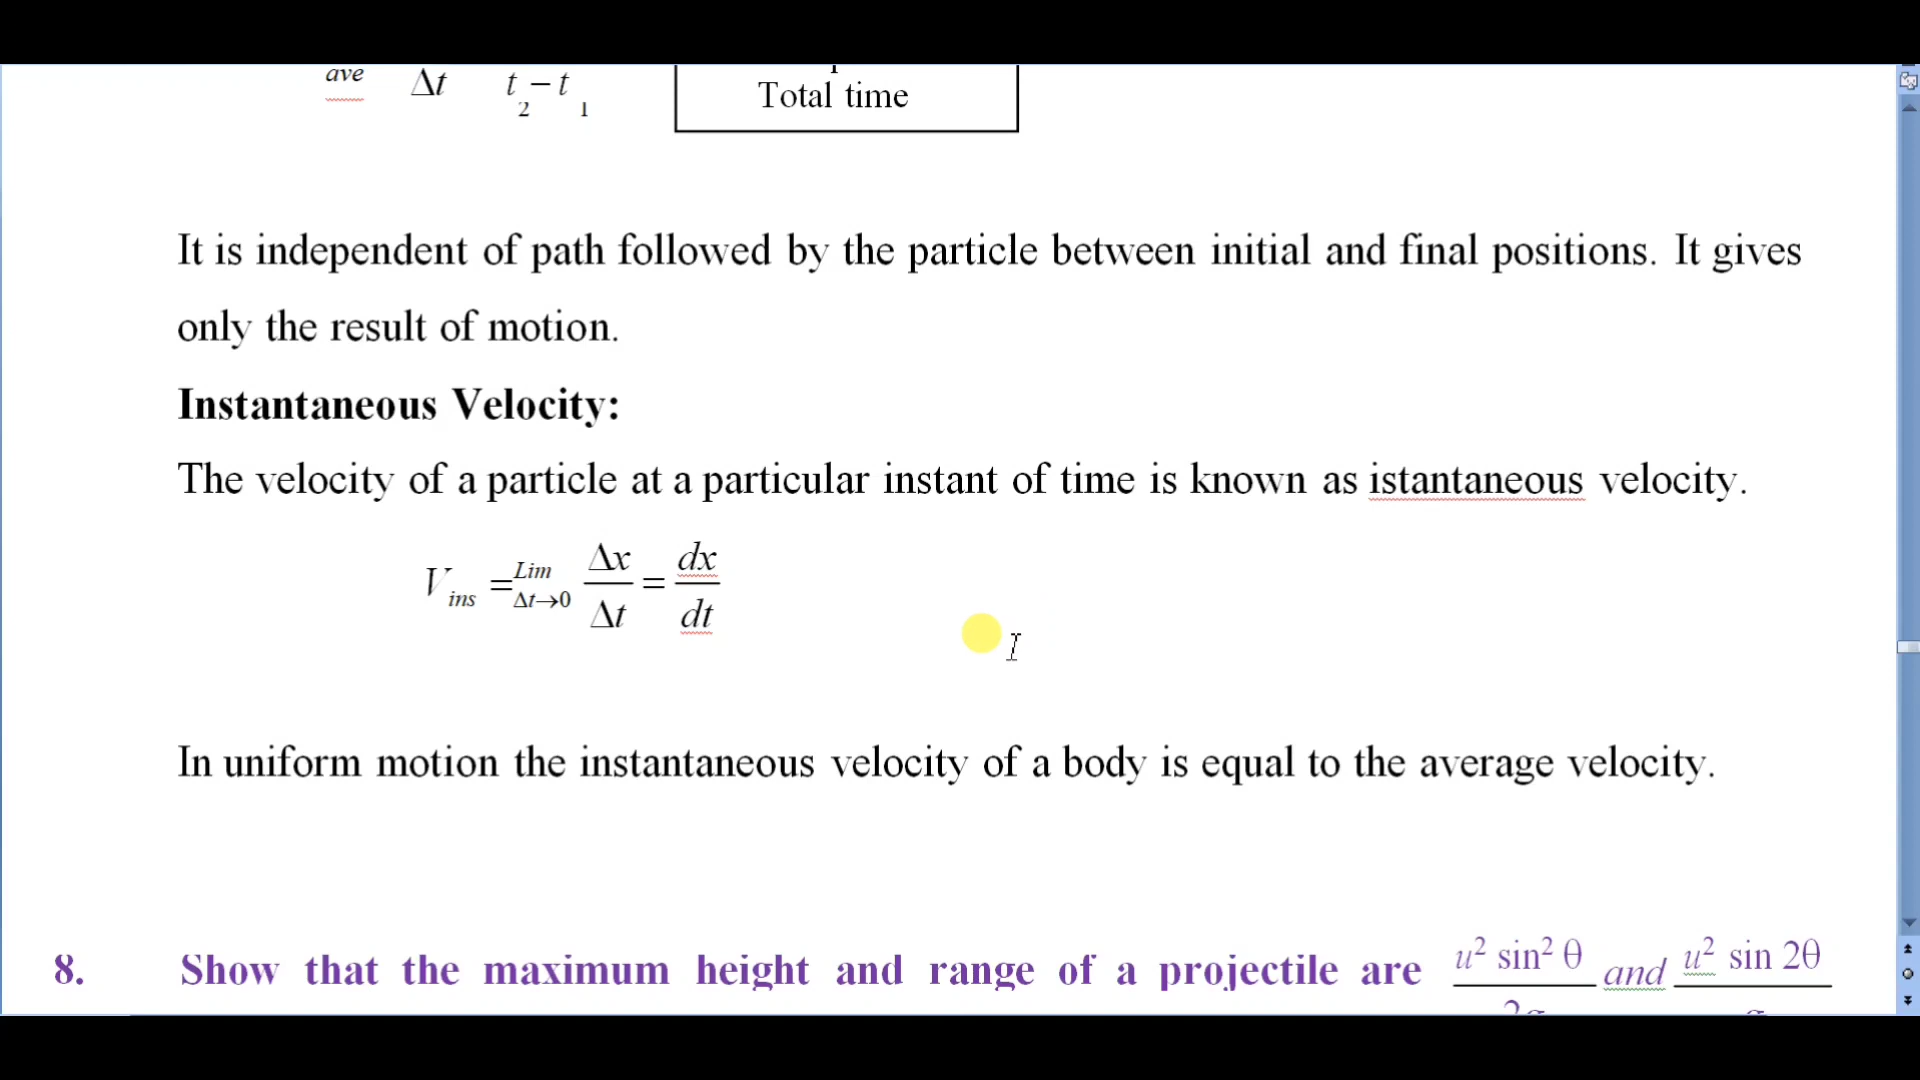 ave Δt t2 − t1
Total time
It is independent of path followed by the particle between initial and final positions. It gives
only the result of motion.
Instantaneous Velocity:
The velocity of a particle at a particular instant of time is known as istantaneous velocity.
V ins = Lim Δt→0 Δx/Δt = dx/dt
In uniform motion the instantaneous velocity of a body is equal to the average velocity.
8. Show that the maximum height and range of a projectile are u² sin² θ and u² sin 2θ